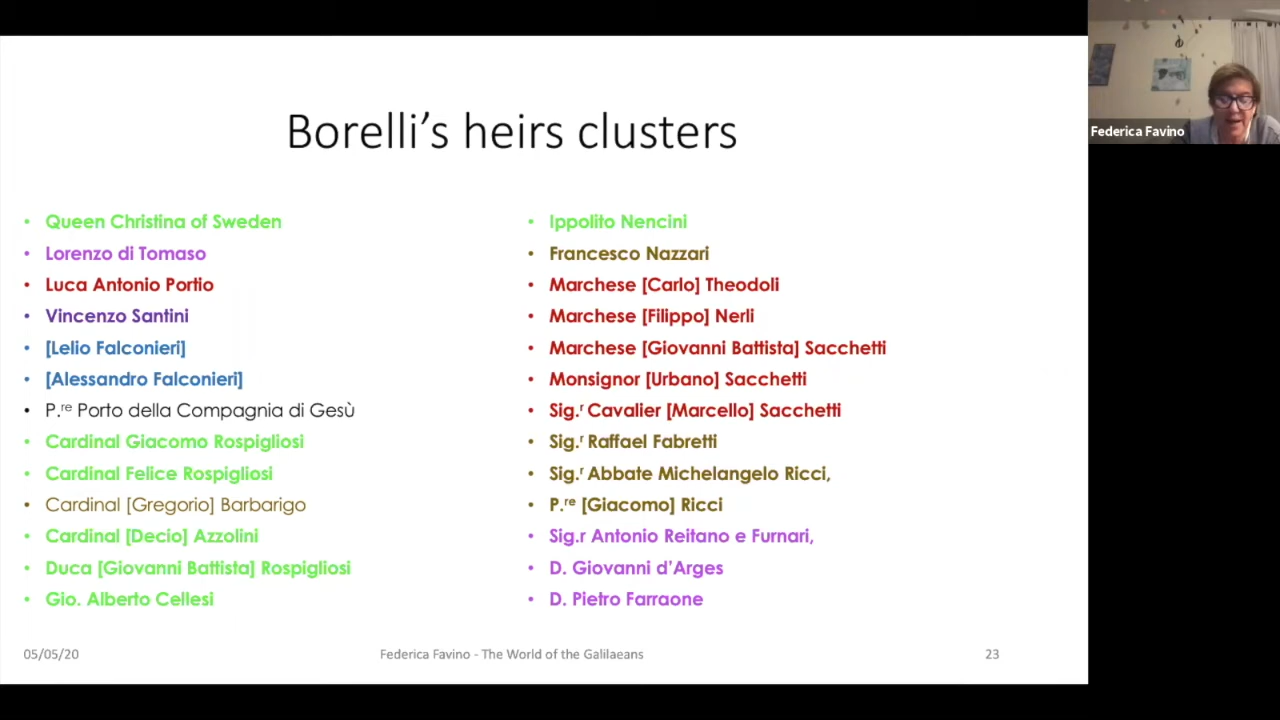 Borelli's heirs clusters
• Queen Christina of Sweden
• Lorenzo di Tomaso
• Luca Antonio Portio
• Vincenzo Santini
• [Lelio Falconieri]
• [Alessandro Falconieri]
• P.re Porto della Compagnia di Gesù
• Cardinal Giacomo Rospigliosi
• Cardinal Felice Rospigliosi
• Cardinal [Gregorio] Barbarigo
• Cardinal [Decio] Azzolini
• Duca [Giovanni Battista] Rospigliosi
• Gio. Alberto Cellesi
• Ippolito Nencini
• Francesco Nazzari
• Marchese [Carlo] Theodoli
• Marchese [Filippo] Nerli
• Marchese [Giovanni Battista] Sacchetti
• Monsignor [Urbano] Sacchetti
• Sig.r Cavalier [Marcello] Sacchetti
• Sig.r Raffael Fabretti
• Sig.r Abbate Michelangelo Ricci,
• P.re [Giacomo] Ricci
• Sig.r Antonio Reitano e Furnari,
• D. Giovanni d'Arges
• D. Pietro Farraone
05/05/20
Federica Favino - The World of the Galilaeans
23
Federica Favino